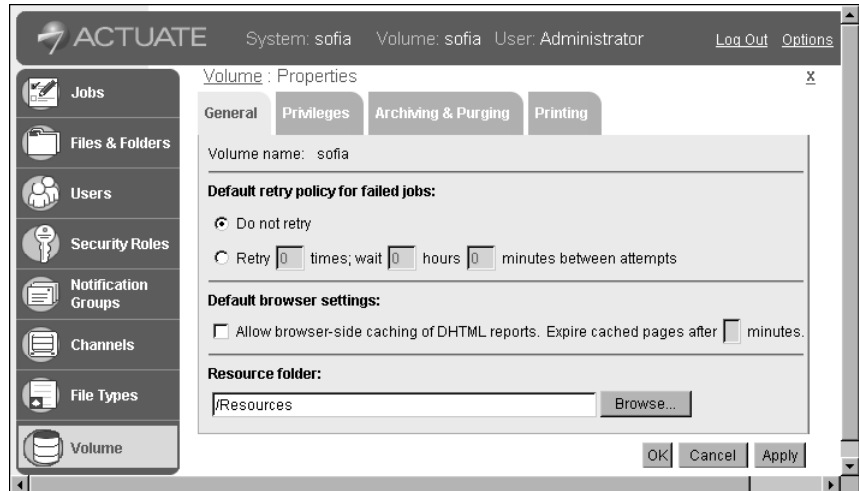 ACTUATE System: sofia Volume: sofia User: Administrator Log Out Options
Volume : Properties x
Jobs
Files & Folders
Users
Security Roles
Notification
Groups
Channels
File Types
Volume
General Privileges Archiving & Purging Printing
Volume name: sofia
Default retry policy for failed jobs:
Do not retry
Retry 0 times; wait 0 hours 0 minutes between attempts
Default browser settings:
Allow browser-side caching of DHTML reports. Expire cached pages after minutes.
Resource folder:
/Resources Browse...
OK Cancel Apply